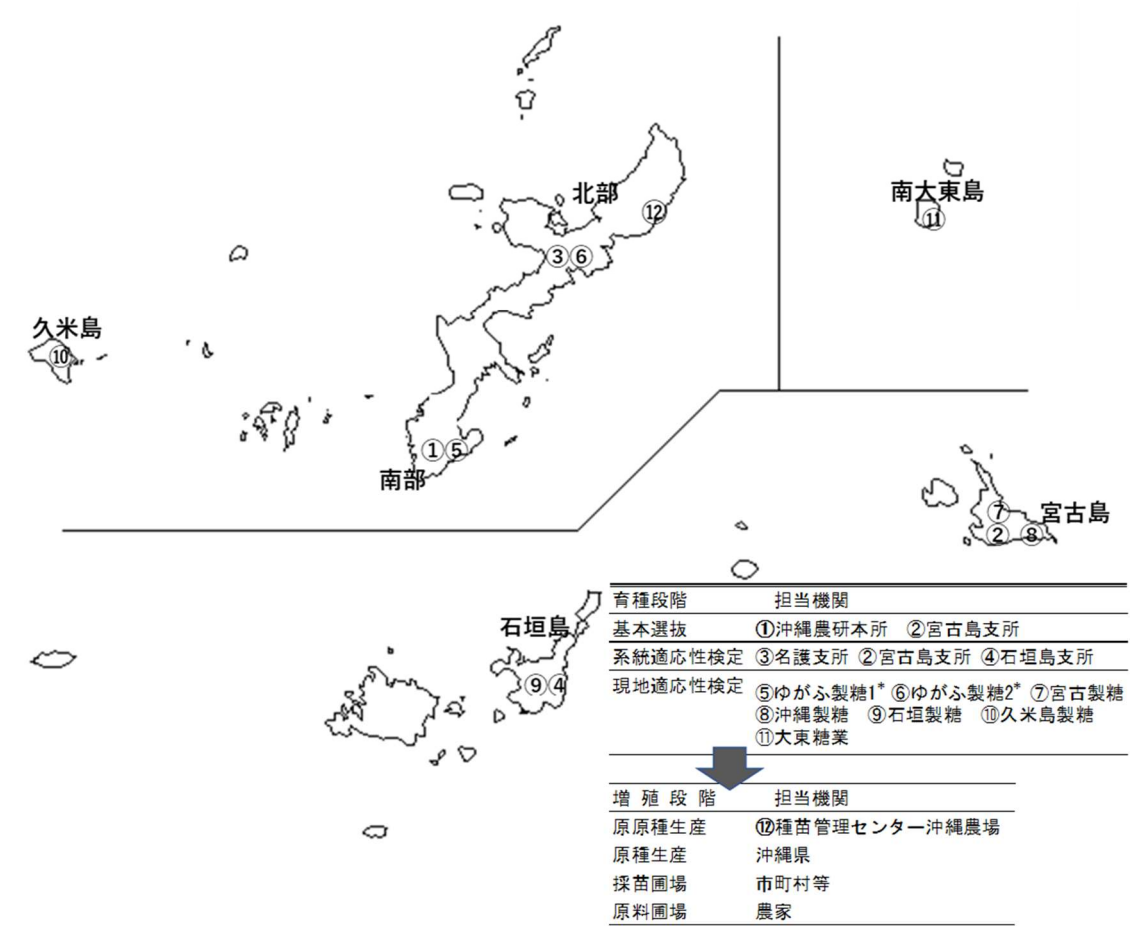 北部
⑫
③⑥
南大東島
⑪
久米島
⑩
①⑤
南部
宮古島
⑦
②
⑧
石垣島
⑨④
育種段階 担当機関
基本選抜 ①沖縄農研本所 ②宮古島支所
系統適応性検定 ③名護支所 ②宮古島支所 ④石垣島支所
現地適応性検定 ⑤ゆがふ製糖1* ⑥ゆがふ製糖2* ⑦宮古製糖
⑧沖縄製糖 ⑨石垣製糖 ⑩久米島製糖
⑪大東糖業
増殖段階 担当機関
原原種生産 ⑫種苗管理センター沖縄農場
原種生産 沖縄県
採苗圃場 市町村等
原料圃場 農家